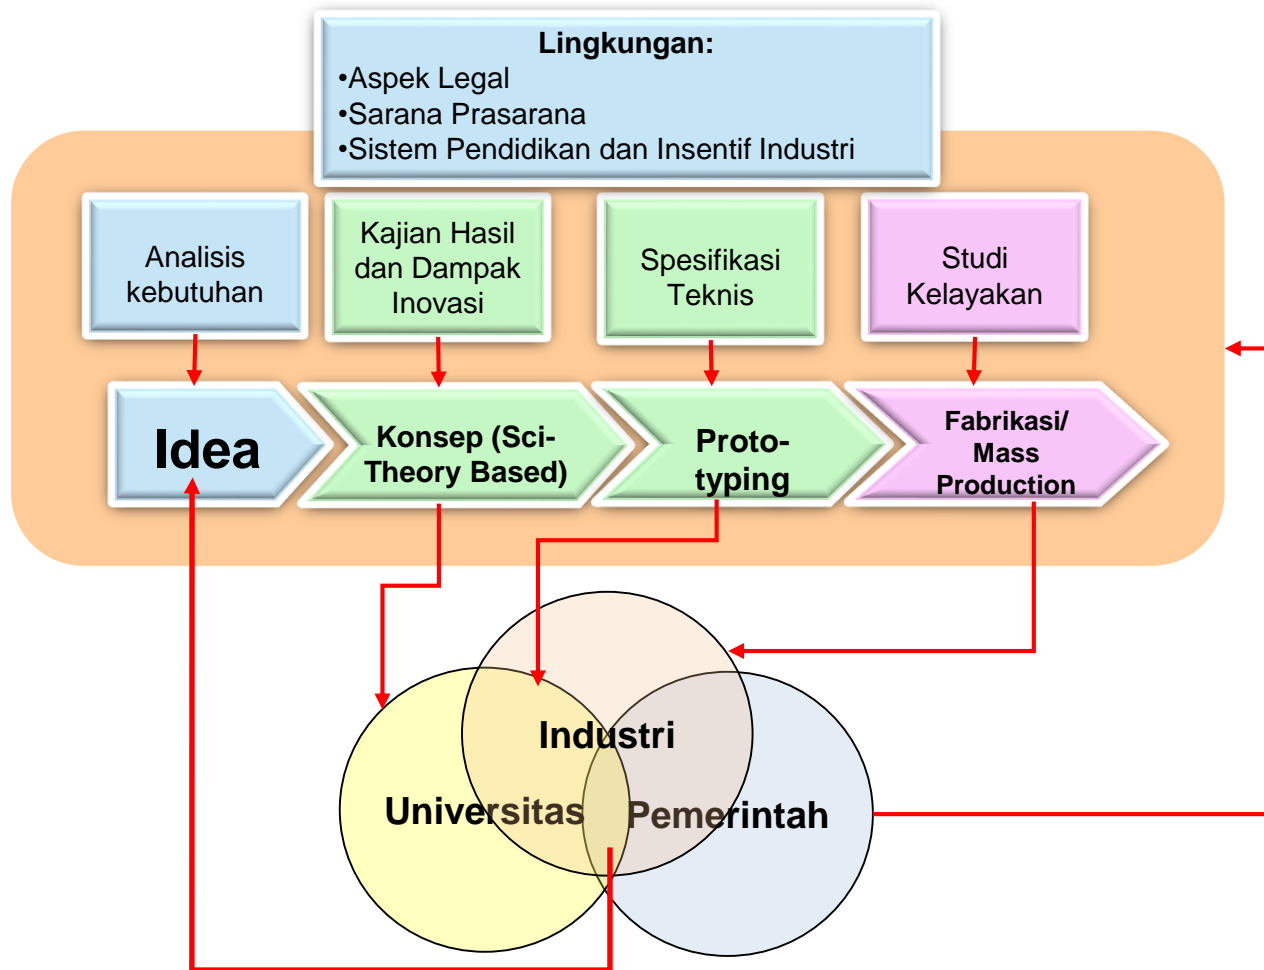 Lingkungan:
•Aspek Legal
•Sarana Prasarana
•Sistem Pendidikan dan Insentif Industri
Analisis
kebutuhan
Kajian Hasil
dan Dampak
Inovasi
Spesifikasi
Teknis
Studi
Kelayakan
Idea
Konsep (Sci-
Theory Based)
Proto-
typing
Fabrikasi/
Mass
Production
Industri
Universitas
Pemerintah